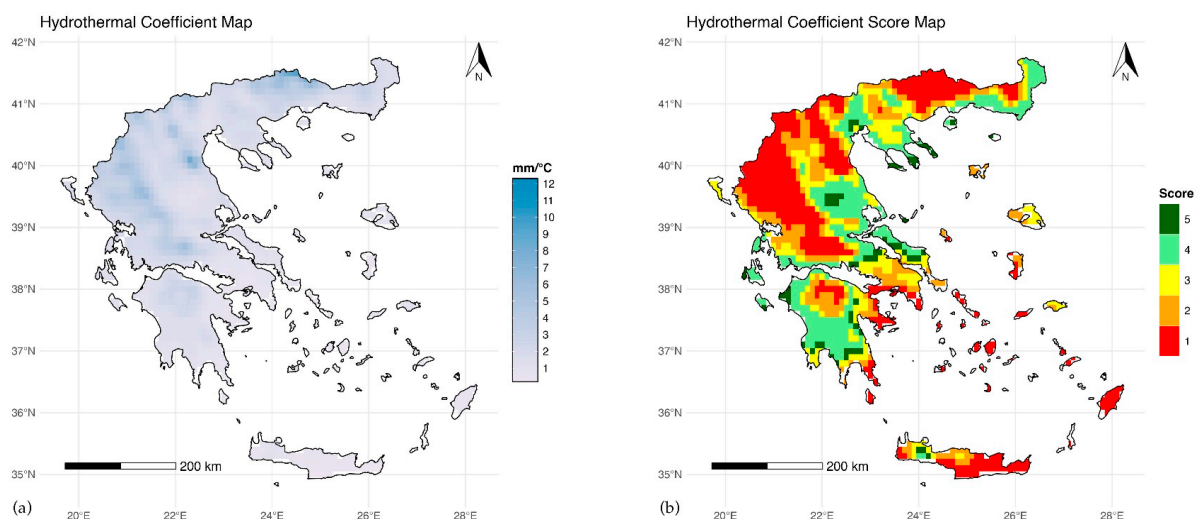 Hydrothermal Coefficient Map
42°N
41°N
40°N
39°N
38°N
37°N
36°N
35°N
N
mm/°C
12
11
10
9
8
7
6
5
4
3
2
1
200 km
(a)
20°E
22°E
24°E
26°E
28°E
Hydrothermal Coefficient Score Map
42°N
41°N
40°N
39°N
38°N
37°N
36°N
35°N
N
Score
5
4
3
2
1
200 km
(b)
20°E
22°E
24°E
26°E
28°E